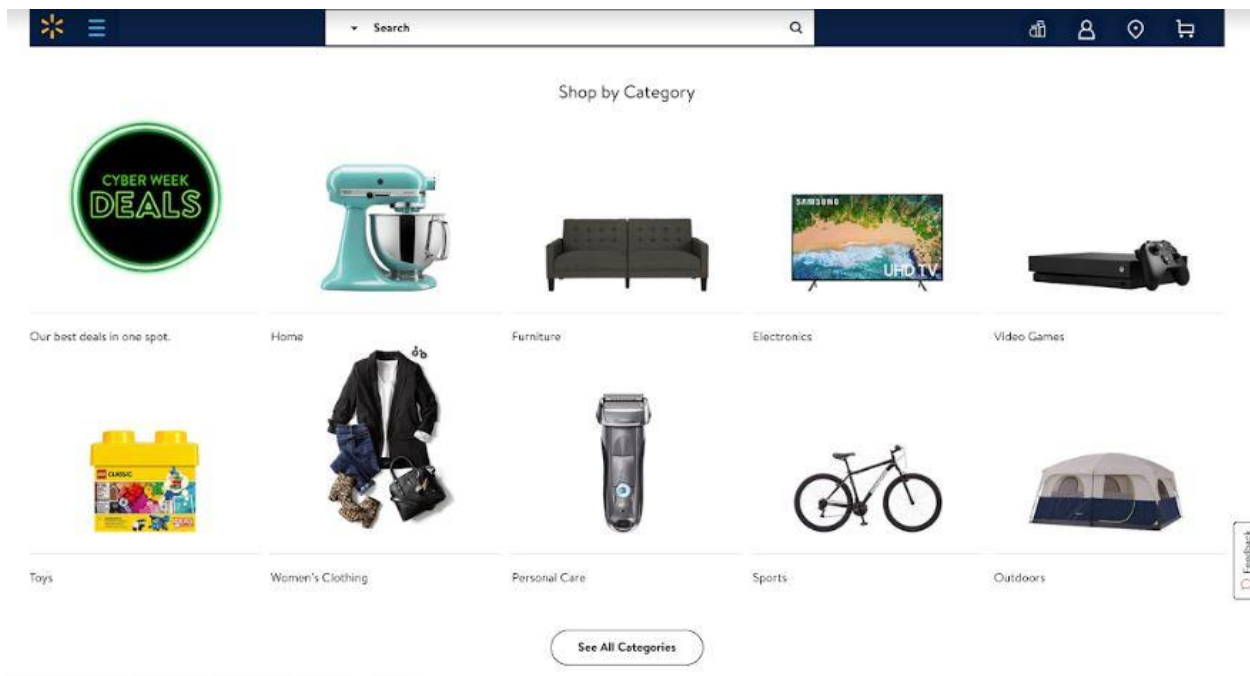 Search
Shop by Category
CYBER WEEK
DEALS
SAMSUNG
UHD TV
Our best deals in one spot.
Home
Furniture
Electronics
Video Games
LEGO CLASSIC
Toys
Women's Clothing
Personal Care
Sports
Outdoors
Feedback
See All Categories